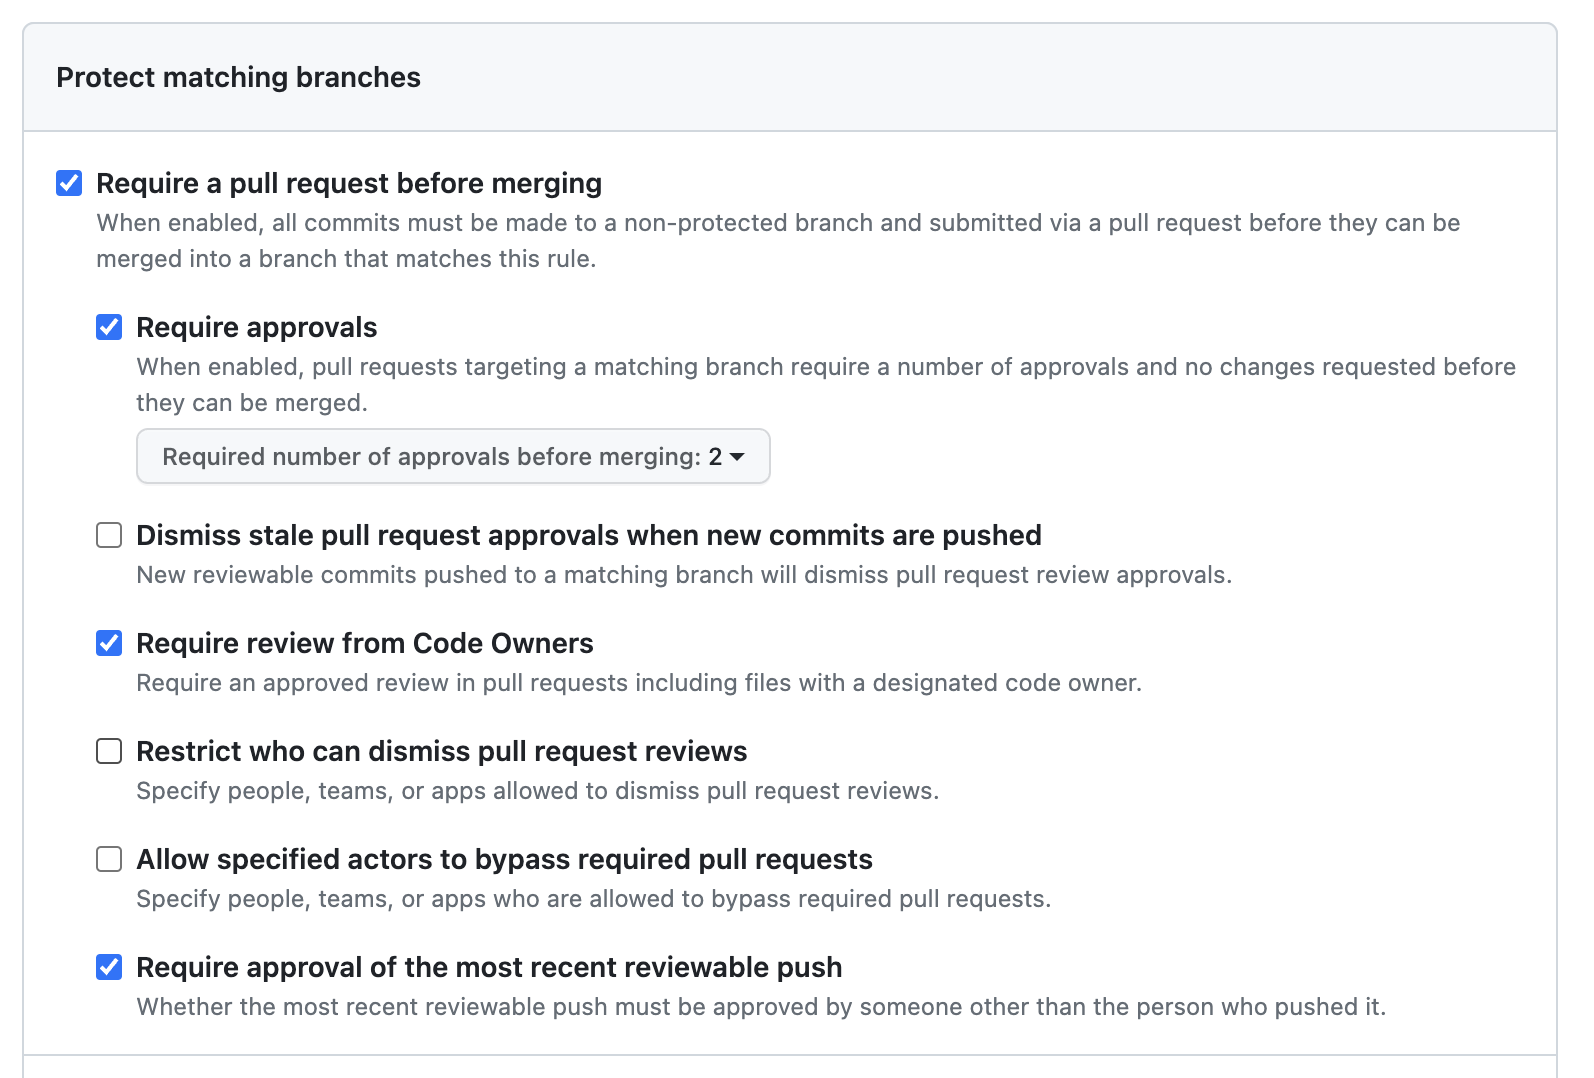 Protect matching branches
Require a pull request before merging
When enabled, all commits must be made to a non-protected branch and submitted via a pull request before they can be
merged into a branch that matches this rule.
Require approvals
When enabled, pull requests targeting a matching branch require a number of approvals and no changes requested before
they can be merged.
Required number of approvals before merging: 2
Dismiss stale pull request approvals when new commits are pushed
New reviewable commits pushed to a matching branch will dismiss pull request review approvals.
Require review from Code Owners
Require an approved review in pull requests including files with a designated code owner.
Restrict who can dismiss pull request reviews
Specify people, teams, or apps allowed to dismiss pull request reviews.
Allow specified actors to bypass required pull requests
Specify people, teams, or apps who are allowed to bypass required pull requests.
Require approval of the most recent reviewable push
Whether the most recent reviewable push must be approved by someone other than the person who pushed it.